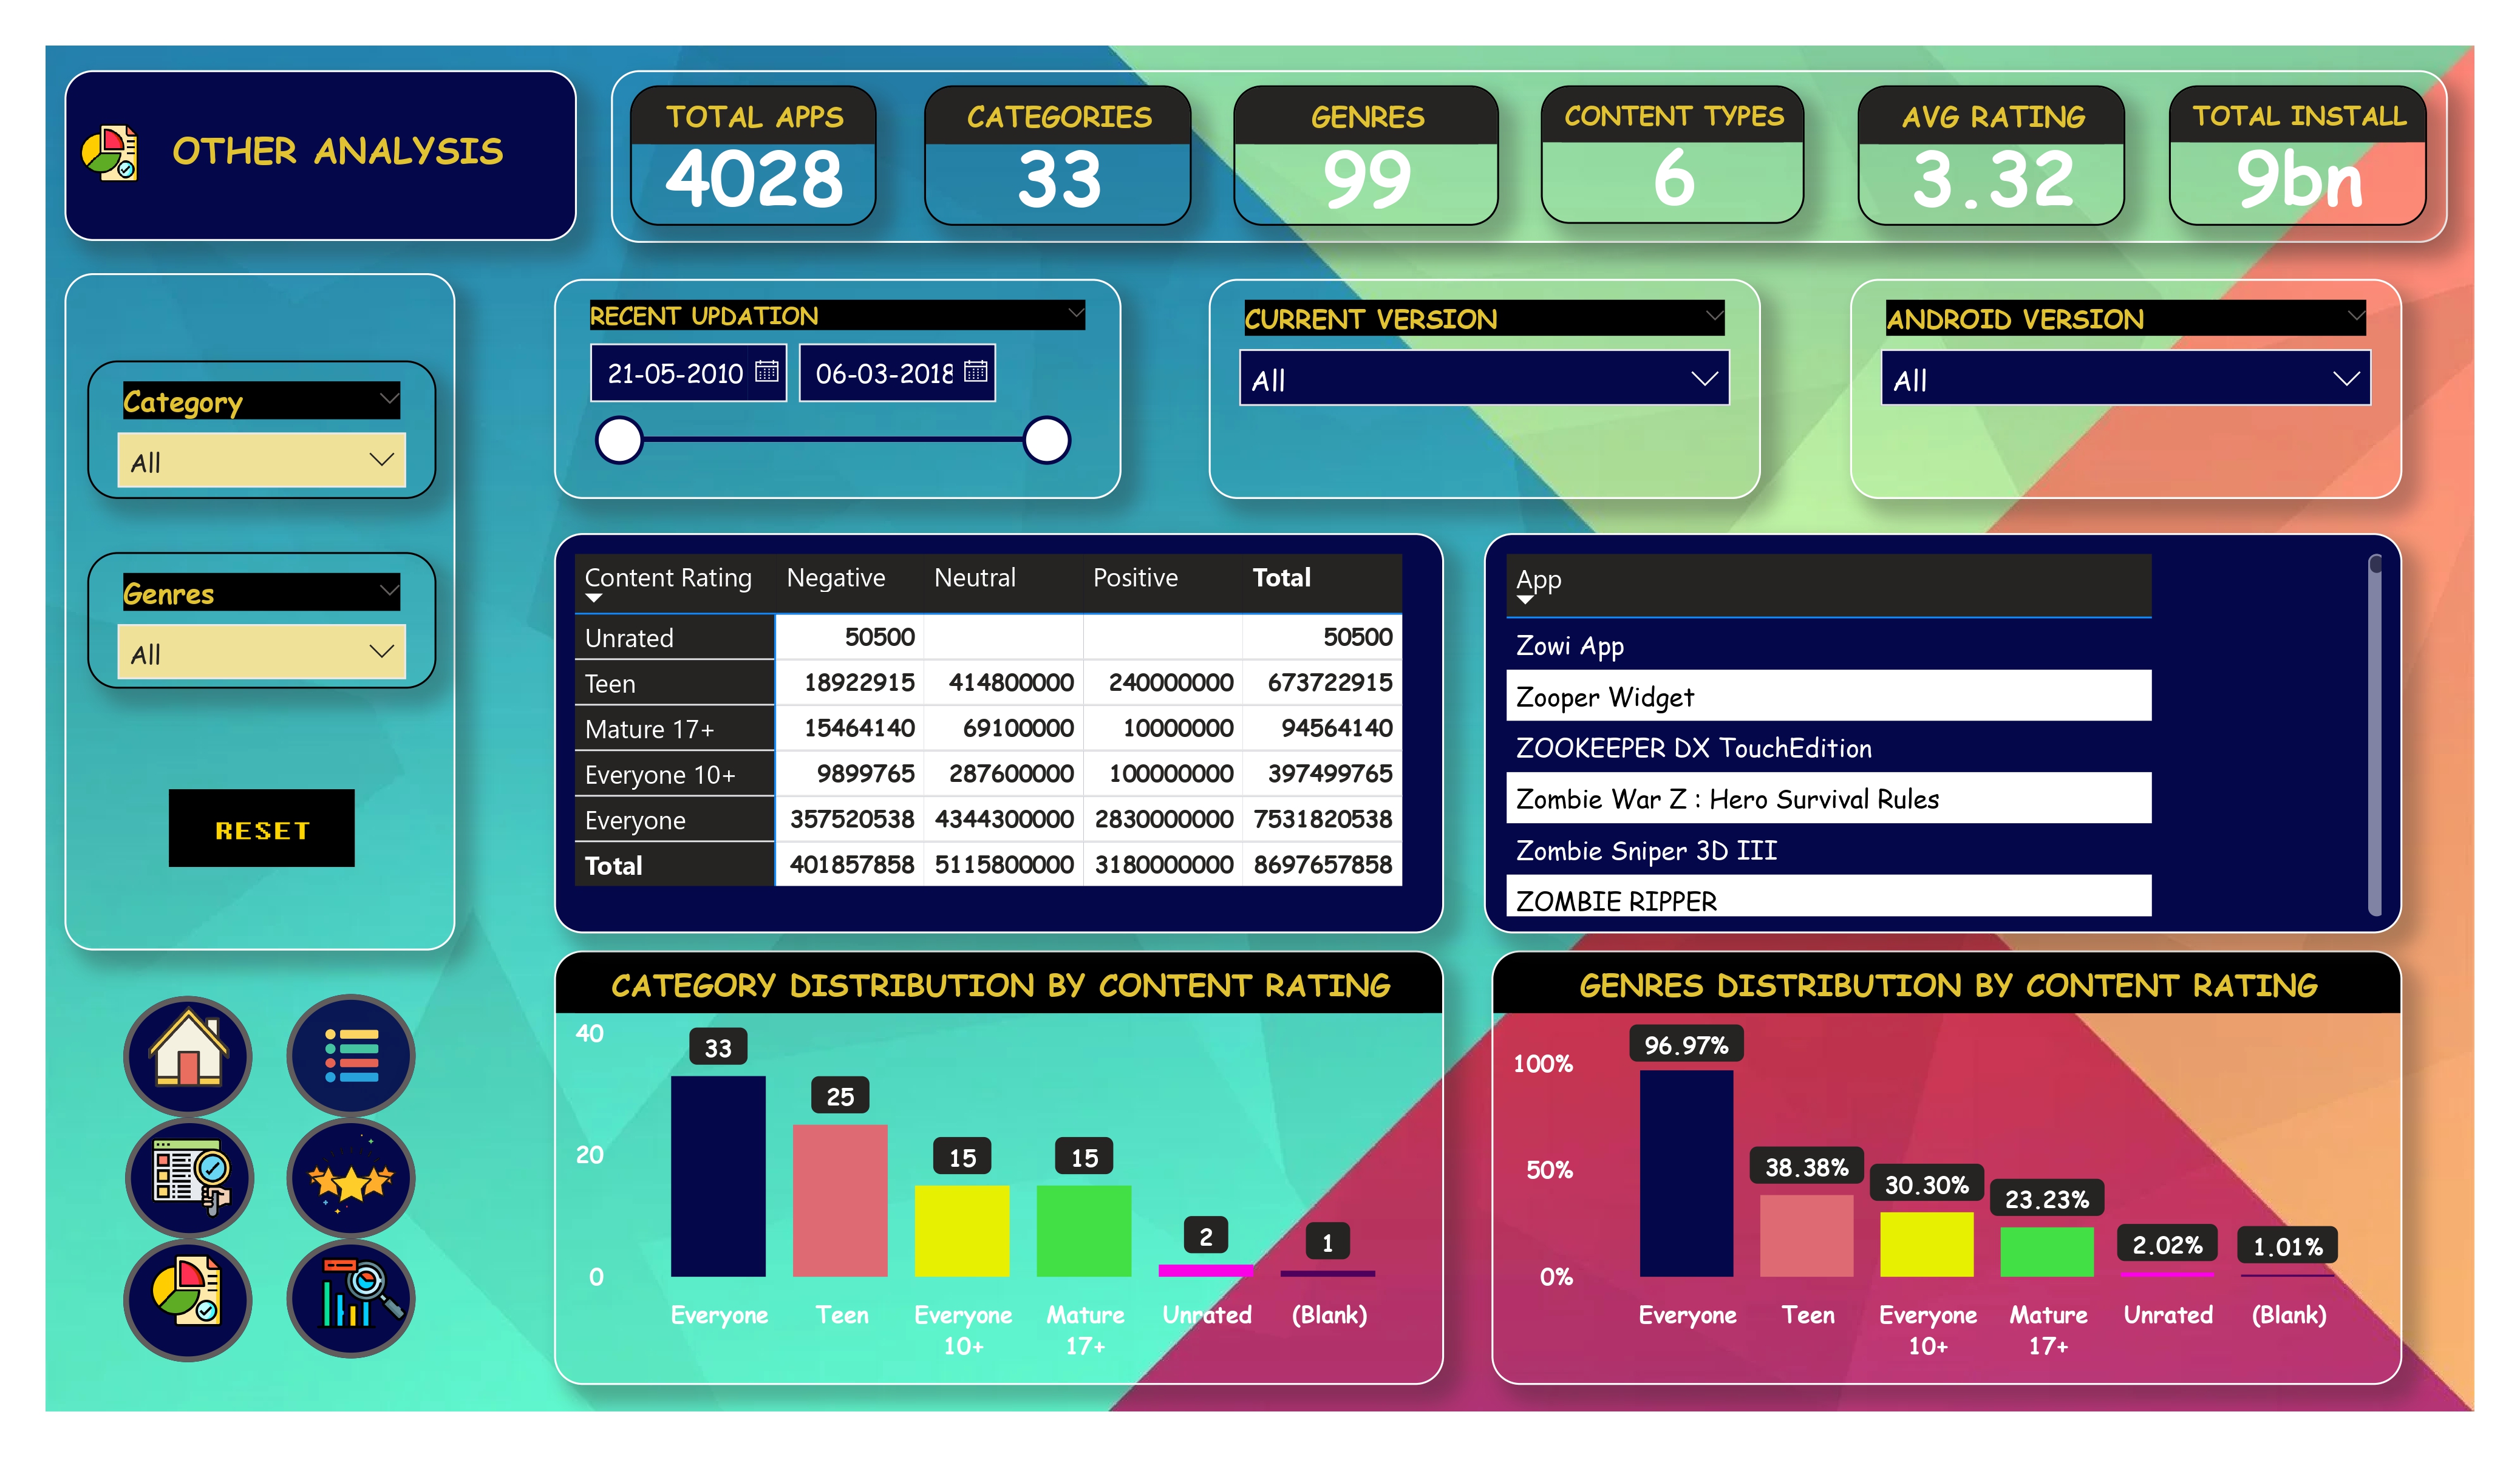 OTHER ANALYSIS
TOTAL APPS
4028
CATEGORIES
33
GENRES
99
CONTENT TYPES
6
AVG RATING
3.32
TOTAL INSTALL
9bn
Category
All
Genres
All
RESET
RECENT UPDATION
21-05-2010 06-03-2018
CURRENT VERSION
All
ANDROID VERSION
All
Content Rating Negative Neutral Positive Total
Unrated 50500 50500
Teen 18922915 414800000 240000000 673722915
Mature 17+ 15464140 69100000 10000000 94564140
Everyone 10+ 9899765 287600000 100000000 397499765
Everyone 357520538 4344300000 2830000000 7531820538
Total 401857858 5115800000 3180000000 8697657858
App
Zowi App
Zooper Widget
ZOOKEEPER DX TouchEdition
Zombie War Z : Hero Survival Rules
Zombie Sniper 3D III
ZOMBIE RIPPER
CATEGORY DISTRIBUTION BY CONTENT RATING
40
20
0
33
25
15
15
2
1
Everyone Teen Everyone Mature Unrated (Blank)
10+ 17+
GENRES DISTRIBUTION BY CONTENT RATING
100%
50%
0%
96.97%
38.38%
30.30%
23.23%
2.02%
1.01%
Everyone Teen Everyone Mature Unrated (Blank)
10+ 17+